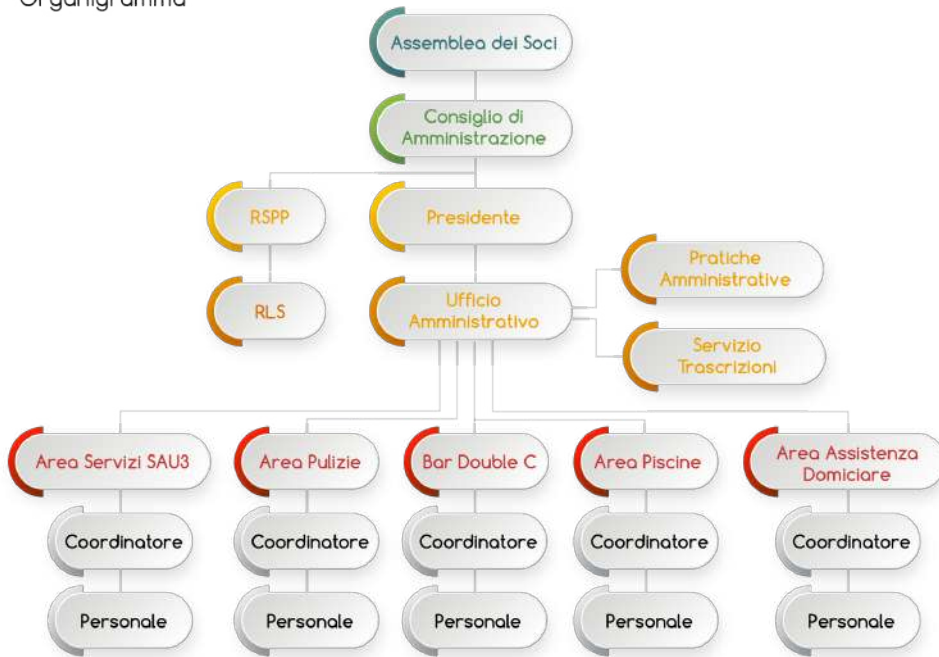 Organigramma
Assemblea dei Soci
Consiglio di
Amministrazione
RSPP
Presidente
Pratiche
Amministrative
RLS
Ufficio
Amministrativo
Servizio
Trascrizioni
Area Servizi SAU3
Area Pulizie
Bar Double C
Area Piscine
Area Assistenza
Domiciare
Coordinatore
Coordinatore
Coordinatore
Coordinatore
Coordinatore
Personale
Personale
Personale
Personale
Personale